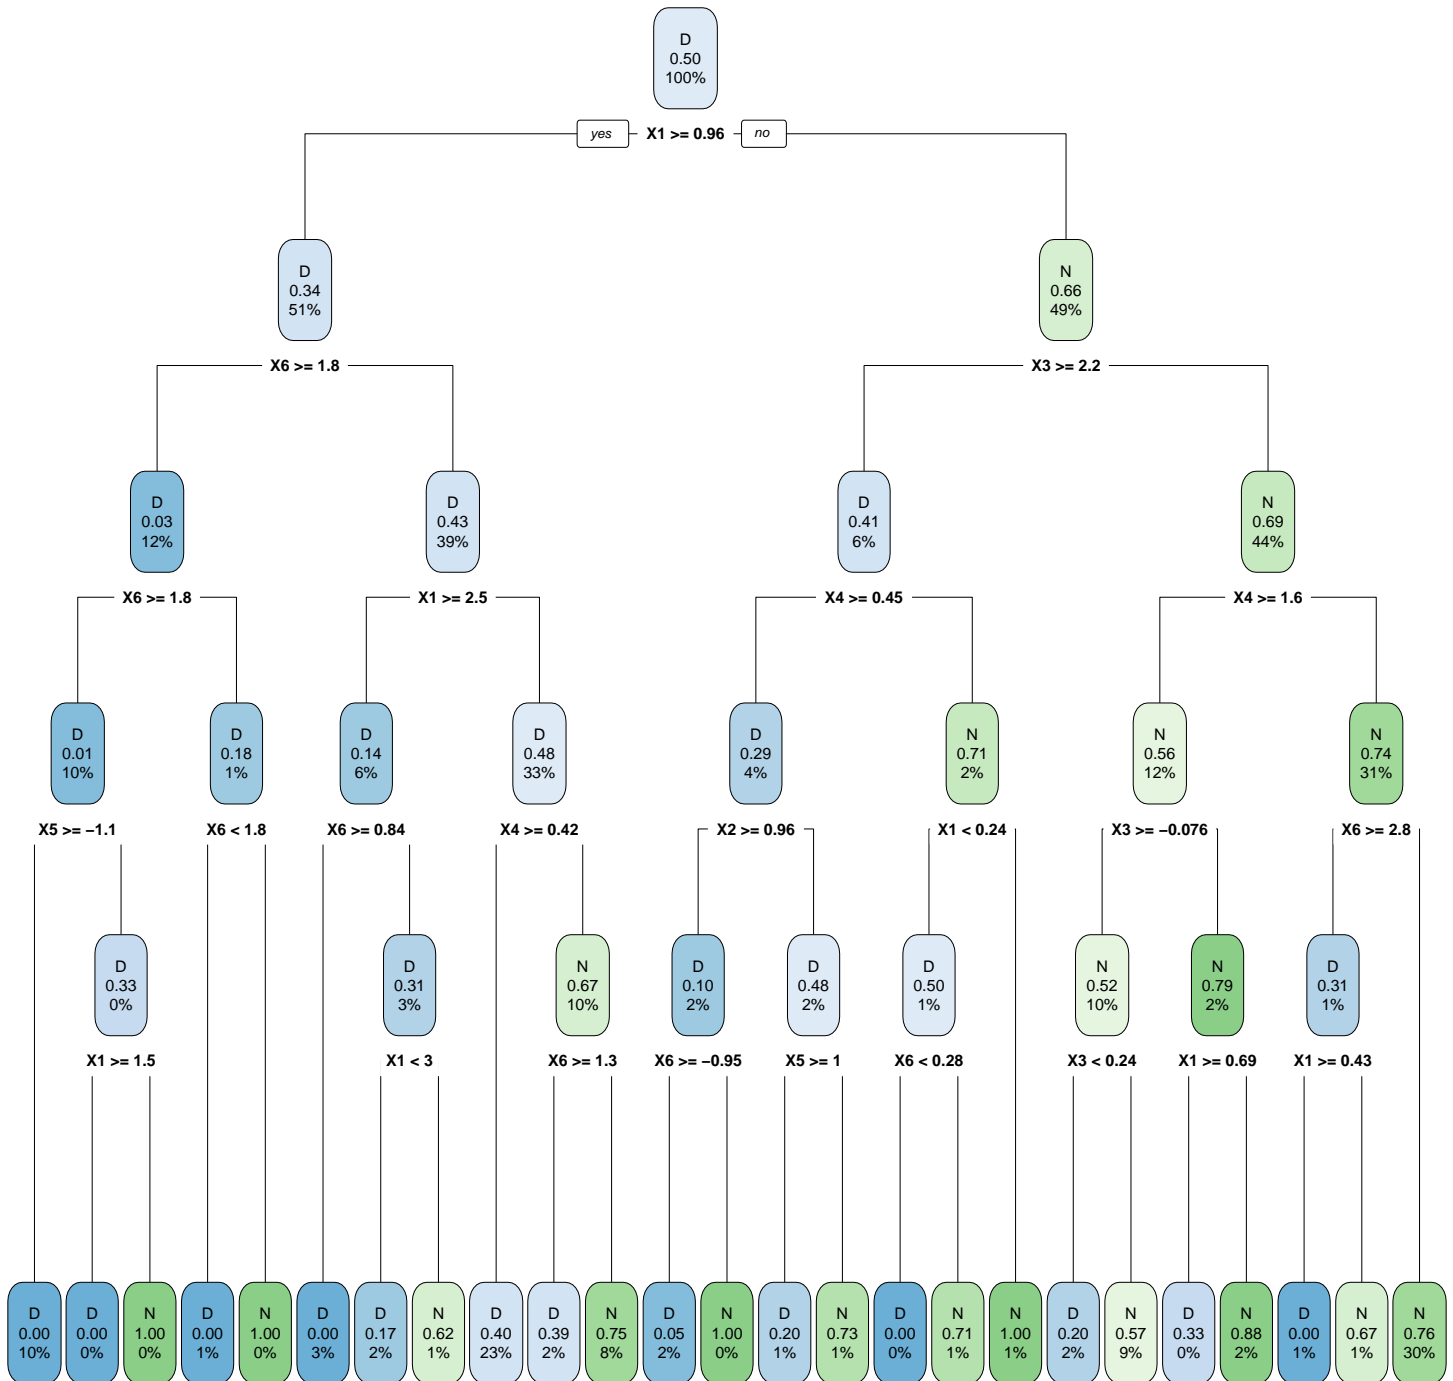 D
0.50
100%
yes X1 >= 0.96 no
D
0.34
51%
N
0.66
49%
X6 >= 1.8
X3 >= 2.2
D
0.03
12%
D
0.43
39%
D
0.41
6%
N
0.69
44%
X6 >= 1.8
X1 >= 2.5
X4 >= 0.45
X4 >= 1.6
D
0.01
10%
D
0.18
1%
D
0.14
6%
D
0.48
33%
D
0.29
4%
N
0.71
2%
N
0.56
12%
N
0.74
31%
X5 >= −1.1
X6 < 1.8
X6 >= 0.84
X4 >= 0.42
X2 >= 0.96
X1 < 0.24
X3 >= −0.076
X6 >= 2.8
D
0.33
0%
D
0.31
3%
N
0.67
10%
D
0.10
2%
D
0.48
2%
D
0.50
1%
N
0.52
10%
N
0.79
2%
D
0.31
1%
X1 >= 1.5
X1 < 3
X6 >= 1.3
X6 >= −0.95
X5 >= 1
X6 < 0.28
X3 < 0.24
X1 >= 0.69
X1 >= 0.43
D
0.00
10%
D
0.00
0%
N
1.00
0%
D
0.00
1%
N
1.00
0%
D
0.00
3%
D
0.17
2%
N
0.62
1%
D
0.40
23%
D
0.39
2%
N
0.75
8%
D
0.05
2%
N
1.00
0%
D
0.20
1%
N
0.73
1%
D
0.00
0%
N
0.71
1%
N
1.00
1%
D
0.20
2%
N
0.57
9%
D
0.33
0%
N
0.88
2%
D
0.00
1%
N
0.67
1%
N
0.76
30%